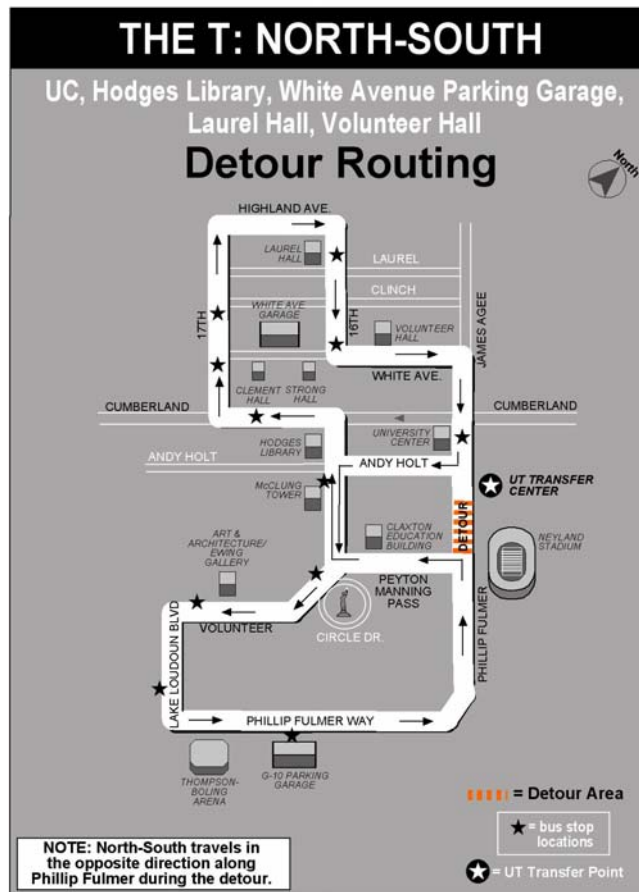 THE T: NORTH-SOUTH
UC, Hodges Library, White Avenue Parking Garage,
Laurel Hall, Volunteer Hall
Detour Routing
North
HIGHLAND AVE.
LAUREL
HALL
LAUREL
CLINCH
17TH
WHITE AVE.
GARAGE
16TH
VOLUNTEER
HALL
JAMES AGEE
WHITE AVE.
CLEMENT
HALL
STRONG
HALL
CUMBERLAND
CUMBERLAND
HODGES
LIBRARY
UNIVERSITY
CENTER
ANDY HOLT
ANDY HOLT
McCLUNG
TOWER
UT TRANSFER
CENTER
DETOUR
CLAXTON
EDUCATION
BUILDING
NEYLAND
STADIUM
ART &
ARCHITECTURE/
EWING
GALLERY
PEYTON
MANNING
PASS
VOLUNTEER
CIRCLE DR.
PHILLIP FULMER
LAKE LOUDOUN BLVD
PHILLIP FULMER WAY
THOMPSON-
BOLING
ARENA
G-10 PARKING
GARAGE
= Detour Area
= bus stop
locations
= UT Transfer Point
NOTE: North-South travels in
the opposite direction along
Phillip Fulmer during the detour.